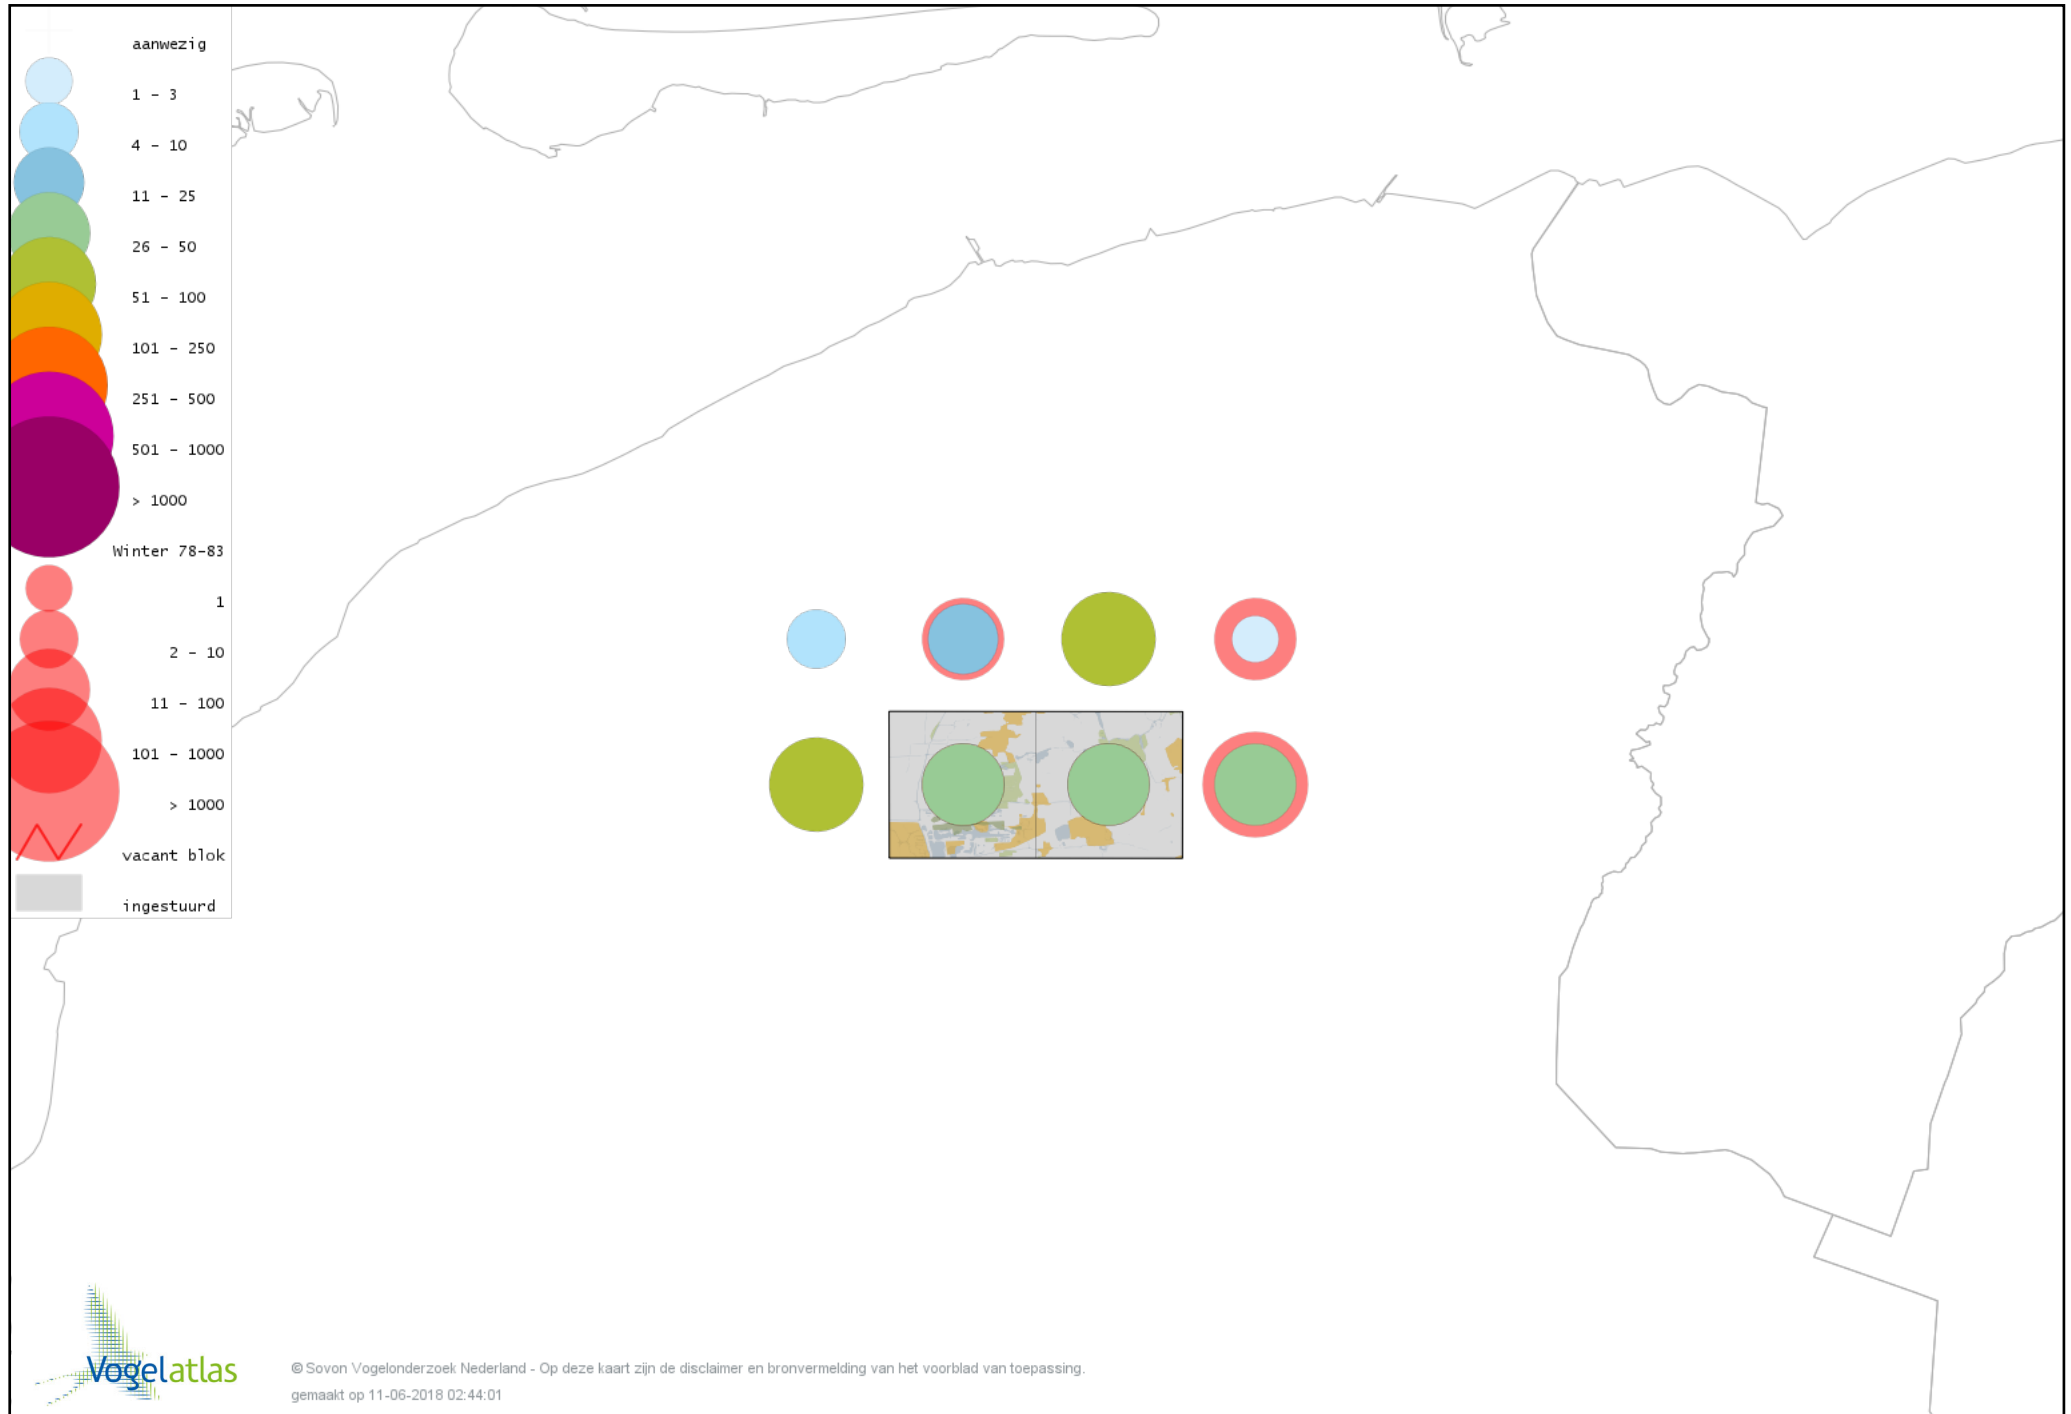 aanwezig
1 - 3
4 - 10
11 - 25
26 - 50
51 - 100
101 - 250
251 - 500
501 - 1000
> 1000
Winter 78-83
1
2 - 10
11 - 100
101 - 1000
> 1000
vacant blok
ingestuurd
Vogelatlas
© Sovon Vogelonderzoek Nederland - Op deze kaart zijn de disclaimer en bronvermelding van het voorblad van toepassing.
gemaakt op 11-06-2018 02:44:01